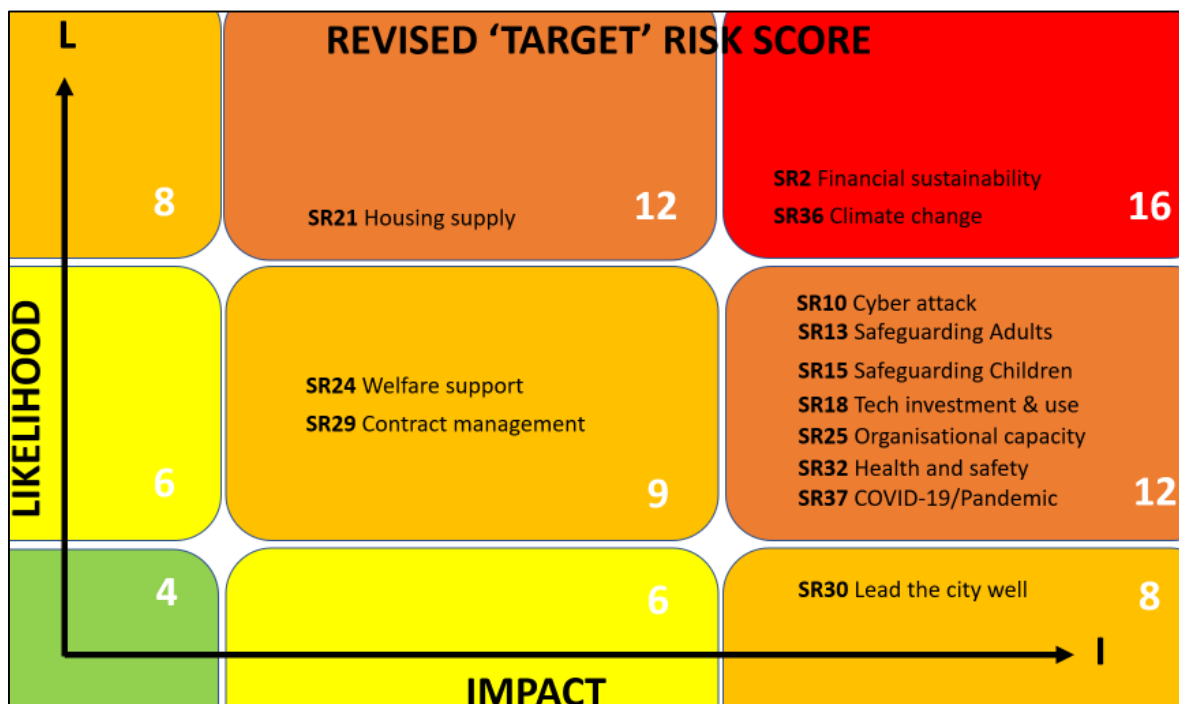 L
REVISED ‘TARGET’ RISK SCORE
8
SR21 Housing supply
12
SR2 Financial sustainability
SR36 Climate change
16
LIKELIHOOD
6
SR24 Welfare support
SR29 Contract management
9
SR10 Cyber attack
SR13 Safeguarding Adults
SR15 Safeguarding Children
SR18 Tech investment & use
SR25 Organisational capacity
SR32 Health and safety
SR37 COVID-19/Pandemic
12
4
6
SR30 Lead the city well
8
I
IMPACT